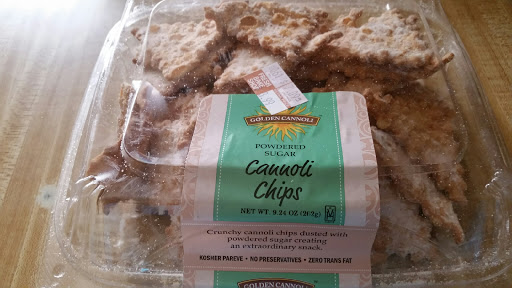 GOLDEN CANNOLI
POWDERED
SUGAR
Cannoli
Chips
NET WT 9.24 OZ (262g)
Crunchy cannoli chips dusted with
powdered sugar creating
an extraordinary snack.
KOSHER PAREVE • NO PRESERVATIVES • ZERO TRANS FAT
GOLDEN CANNOLI